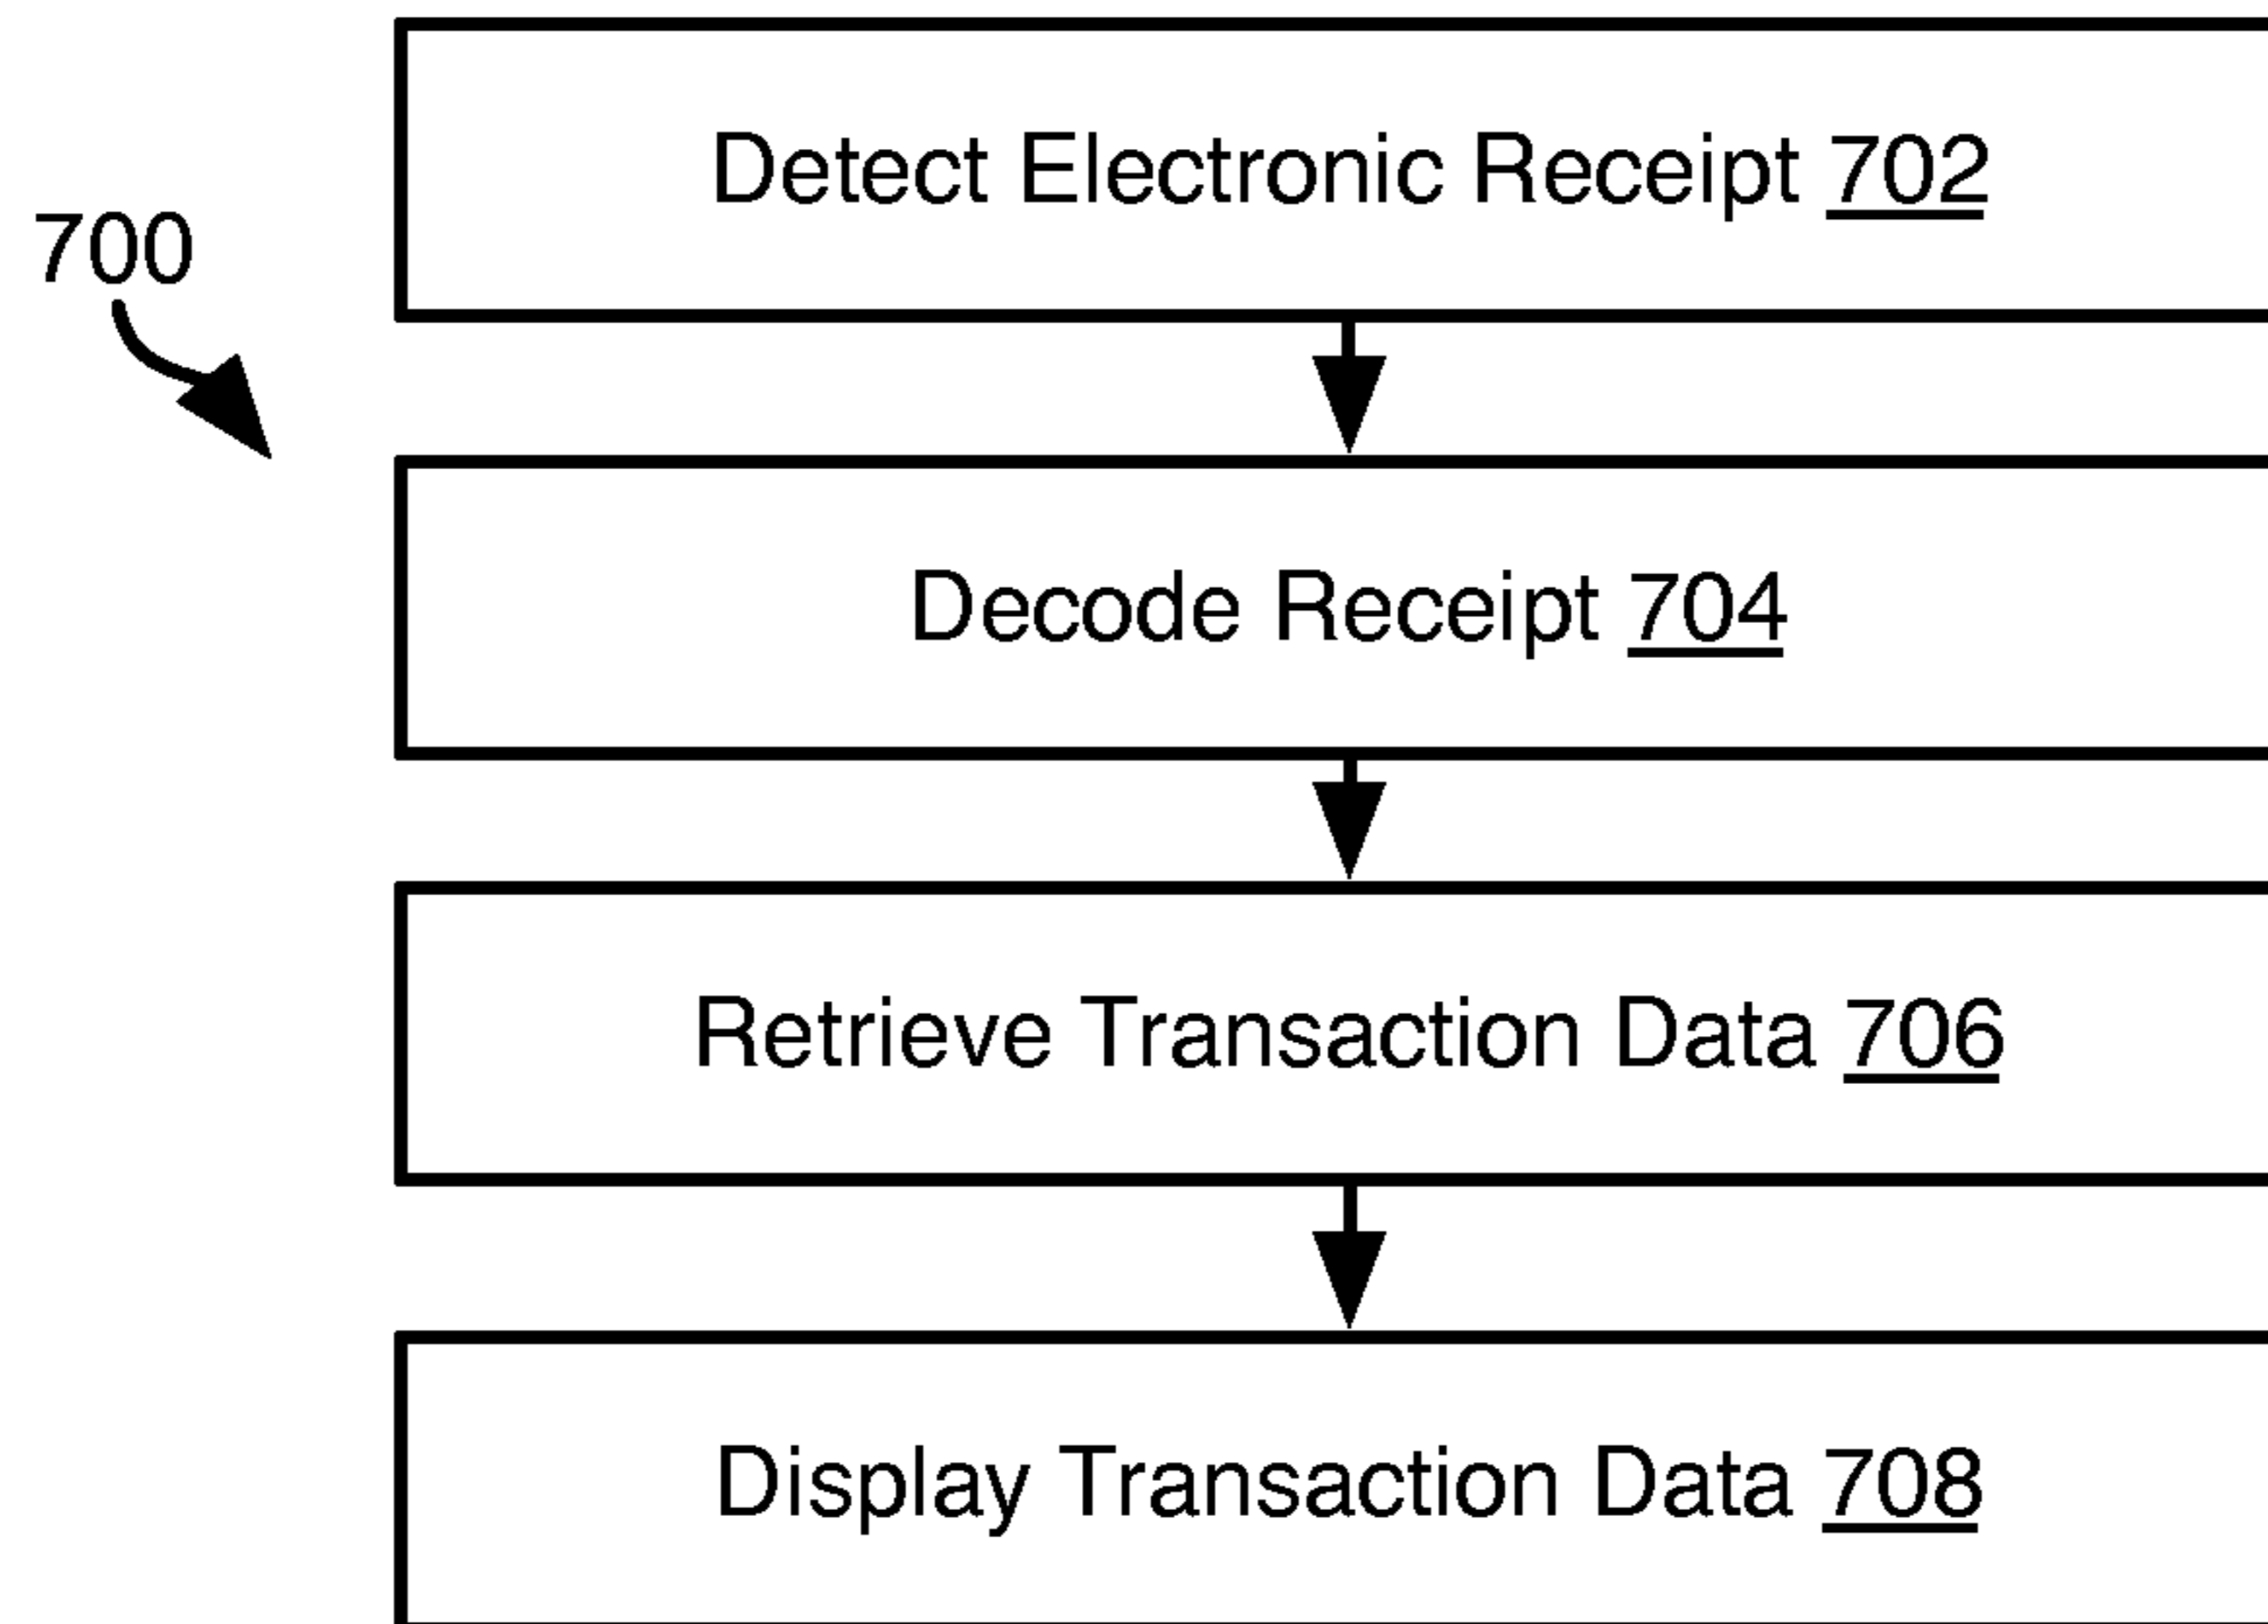 Detect Electronic Receipt 702
700
Decode Receipt 704
Retrieve Transaction Data 706
Display Transaction Data 708